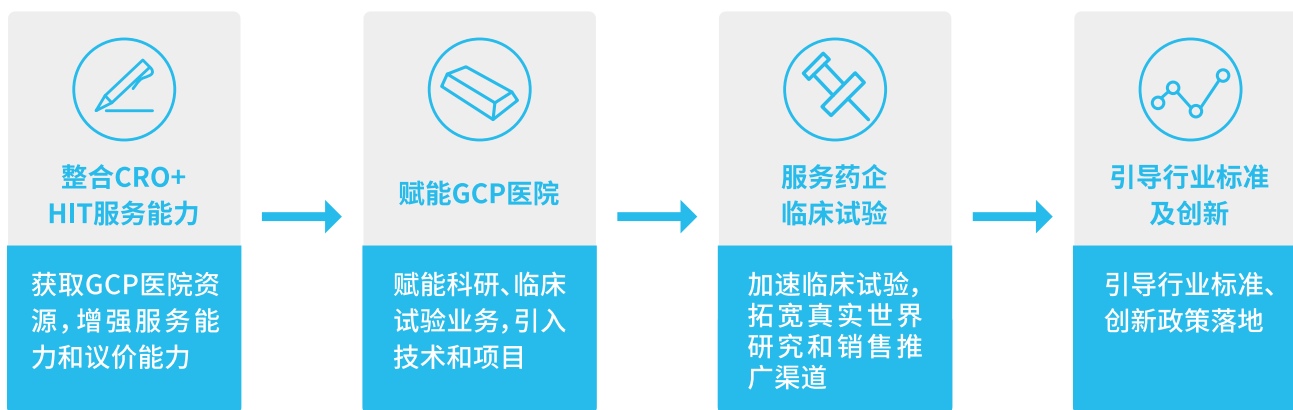 整合CRO+
HIT服务能力
获取GCP医院资
源，增强服务能
力和议价能力
赋能GCP医院
赋能科研、临床
试验业务，引入
技术和项目
服务药企
临床试验
加速临床试验，
拓宽真实世界
研究和销售推
广渠道
引导行业标准
及创新
引导行业标准、
创新政策落地